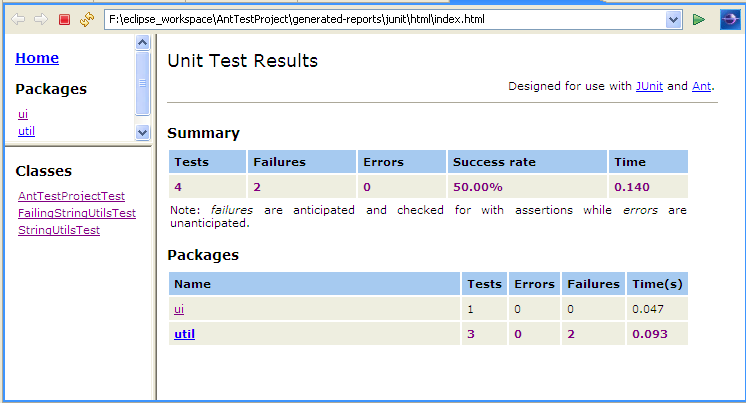 F:\eclipse_workspace\AntTestProject\generated-reports\junit\html\index.html
Home
Packages
ui
util
Classes
AntTestProjectTest
FailingStringUtilsTest
StringUtilsTest
Unit Test Results
Designed for use with JUnit and Ant.
Summary
Tests Failures Errors Success rate Time
4 2 0 50.00% 0.140
Note: failures are anticipated and checked for with assertions while errors are
unanticipated.
Packages
Name Tests Errors Failures Time(s)
ui 1 0 0 0.047
util 3 0 2 0.093